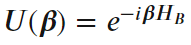 U(𝜷) = e^{-iβH_B}